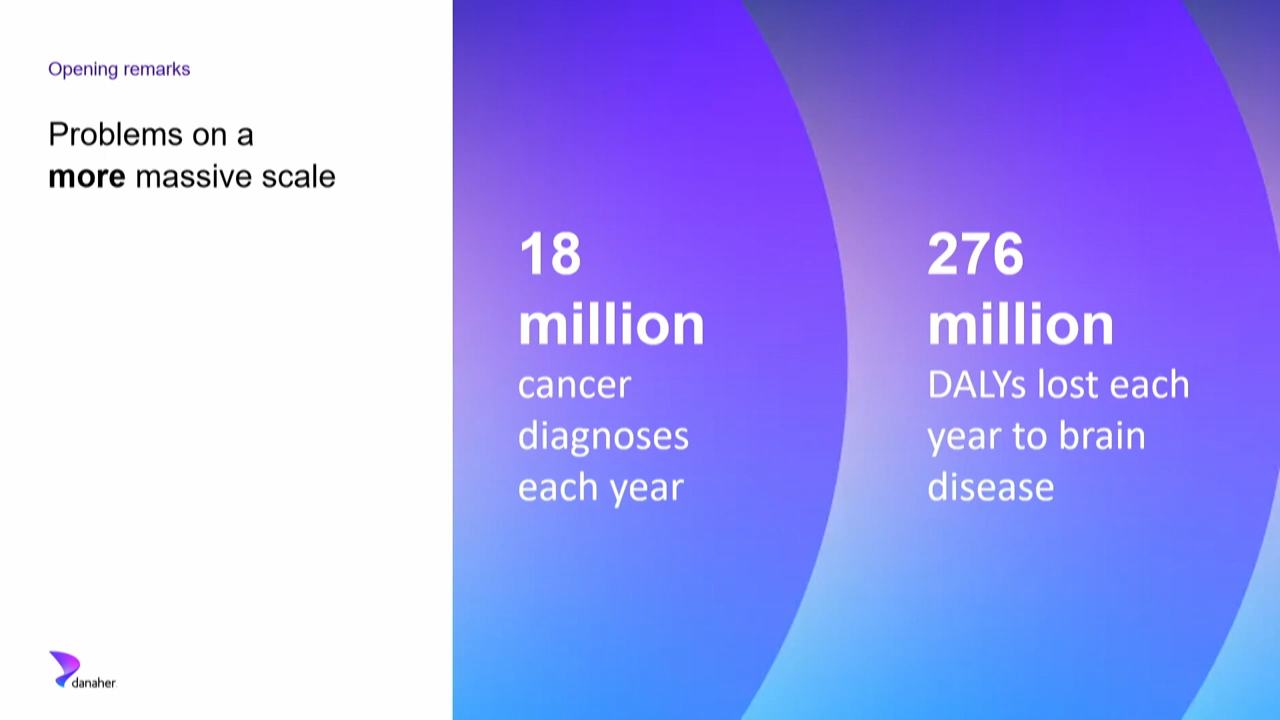 Opening remarks
Problems on a
more massive scale
18
million
cancer
diagnoses
each year
276
million
DALYs lost each
year to brain
disease
danaher